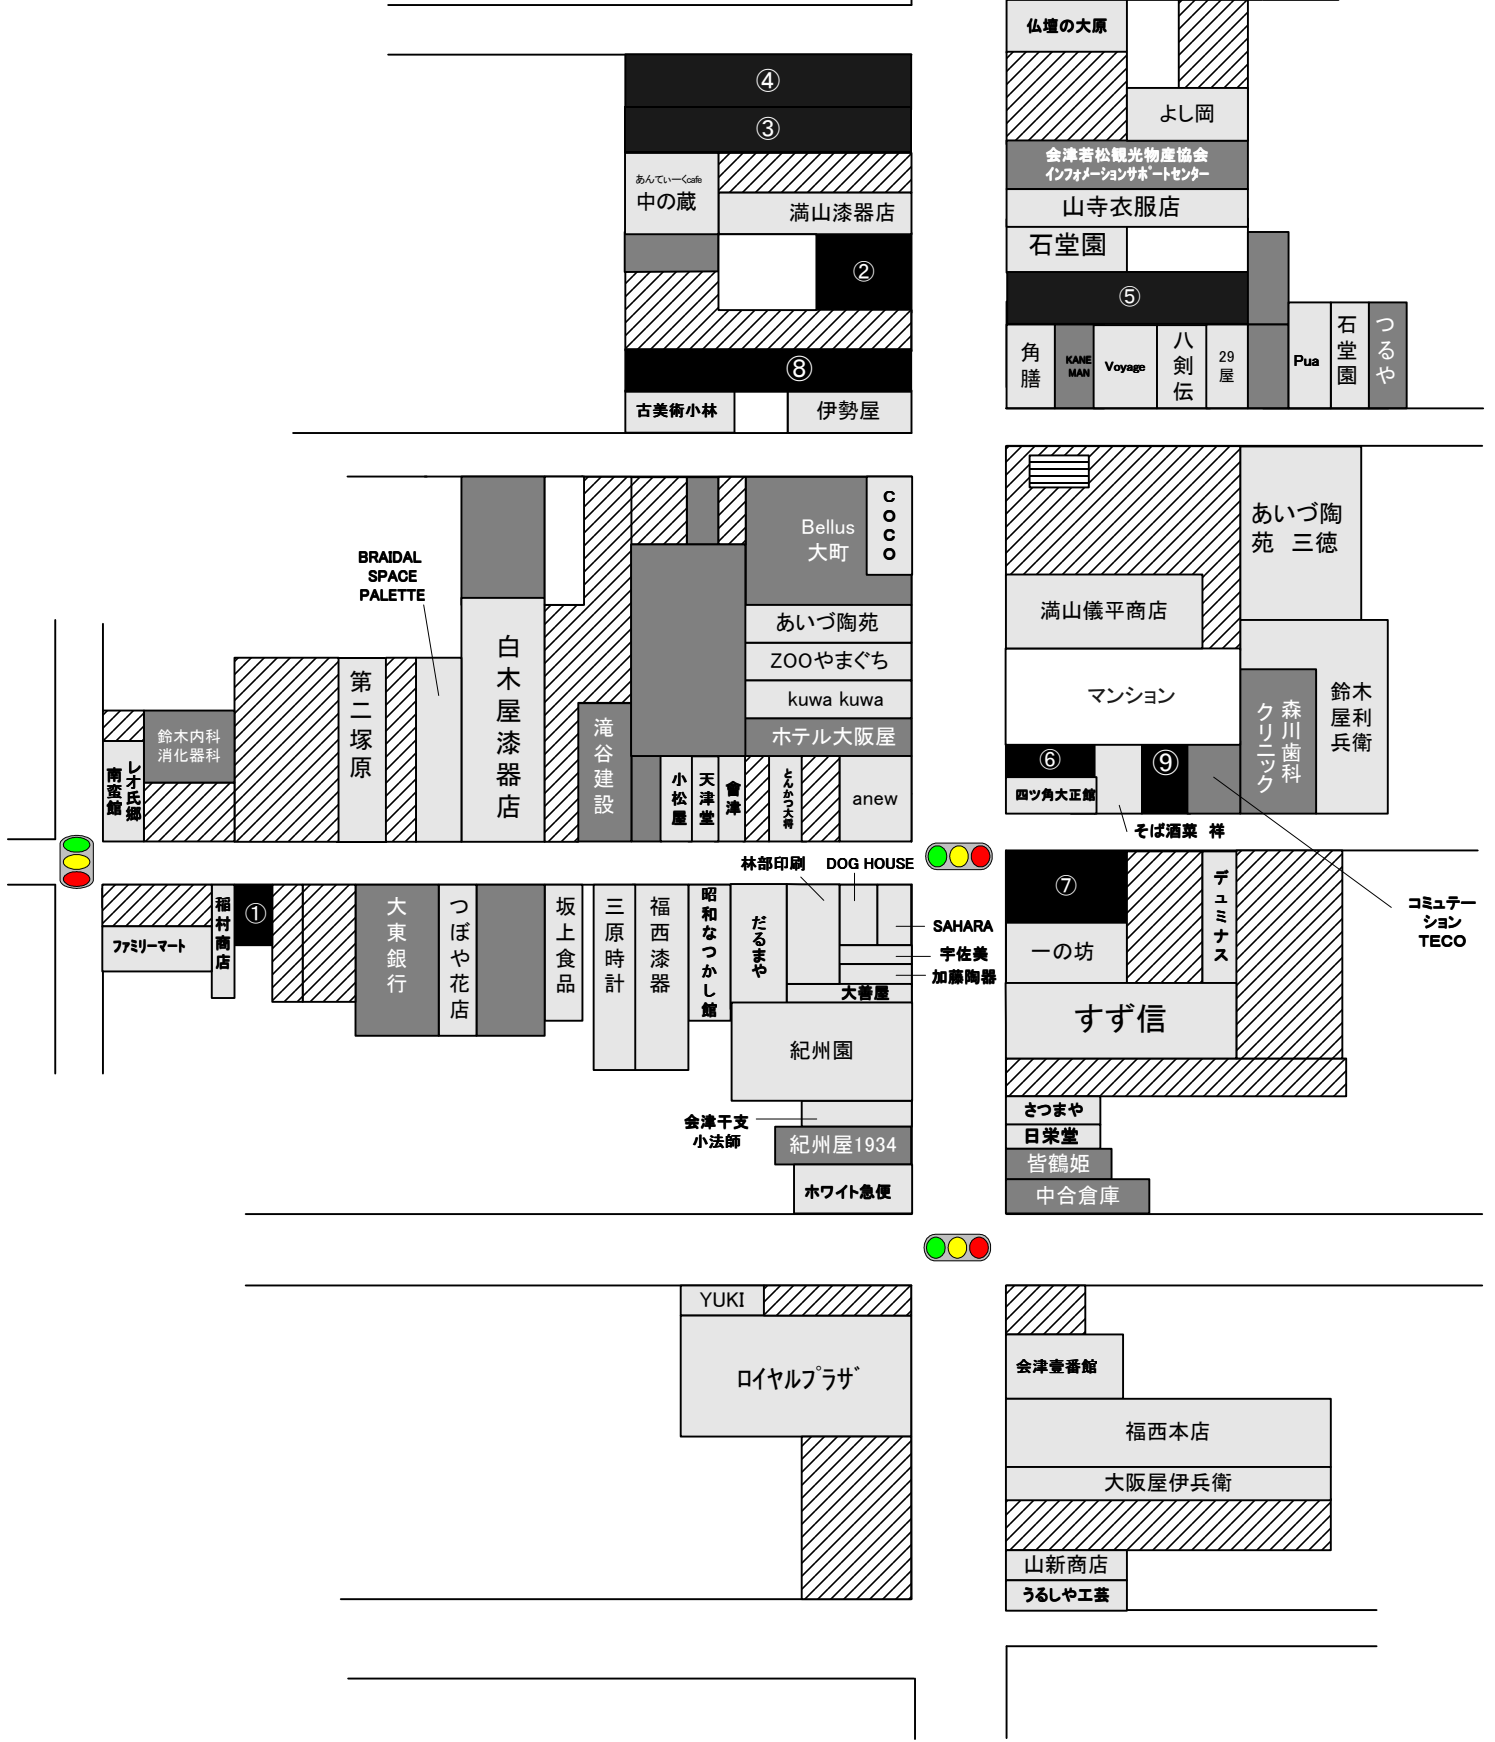 仏壇の大原
④
③
よし岡
会津若松観光物産協会
インフォメーションサポートセンター
あんてぃーくcafe
中の蔵
満山漆器店
山寺衣服店
石堂園
②
⑤
⑧
角膳
KANE
MAN
Voyage
八剣伝
29
屋
Pua
石堂園
つるや
古美術小林
伊勢屋
COCO
Bellus
大町
あいづ陶
苑 三徳
BRAIDAL
SPACE
PALETTE
あいづ陶苑
ZOOやまぐち
kuwa kuwa
ホテル大阪屋
満山儀平商店
マンション
鈴木
屋利
兵衛
森川歯科
クリニック
白木屋漆器店
第二塚原
鈴木内科
消化器科
レオ氏郷
南蛮館
滝谷建設
小松屋
天津堂
會津
とんかつ大将
anew
⑥
四ツ角大正館
⑨
そば酒菜 祥
林部印刷
DOG HOUSE
⑦
デュミナス
コミュテー
ション
TECO
ファミリーマート
稲村商店
①
大東銀行
つぼや花店
坂上食品
三原時計
福西漆器
昭和なつかし館
だるまや
SAHARA
宇佐美
加藤陶器
大善屋
一の坊
すず信
紀州園
会津干支
小法師
紀州屋1934
ホワイト急便
さつまや
日栄堂
皆鶴姫
中合倉庫
YUKI
ロイヤルプラザ
会津壹番館
福西本店
大阪屋伊兵衛
山新商店
うるしや工芸